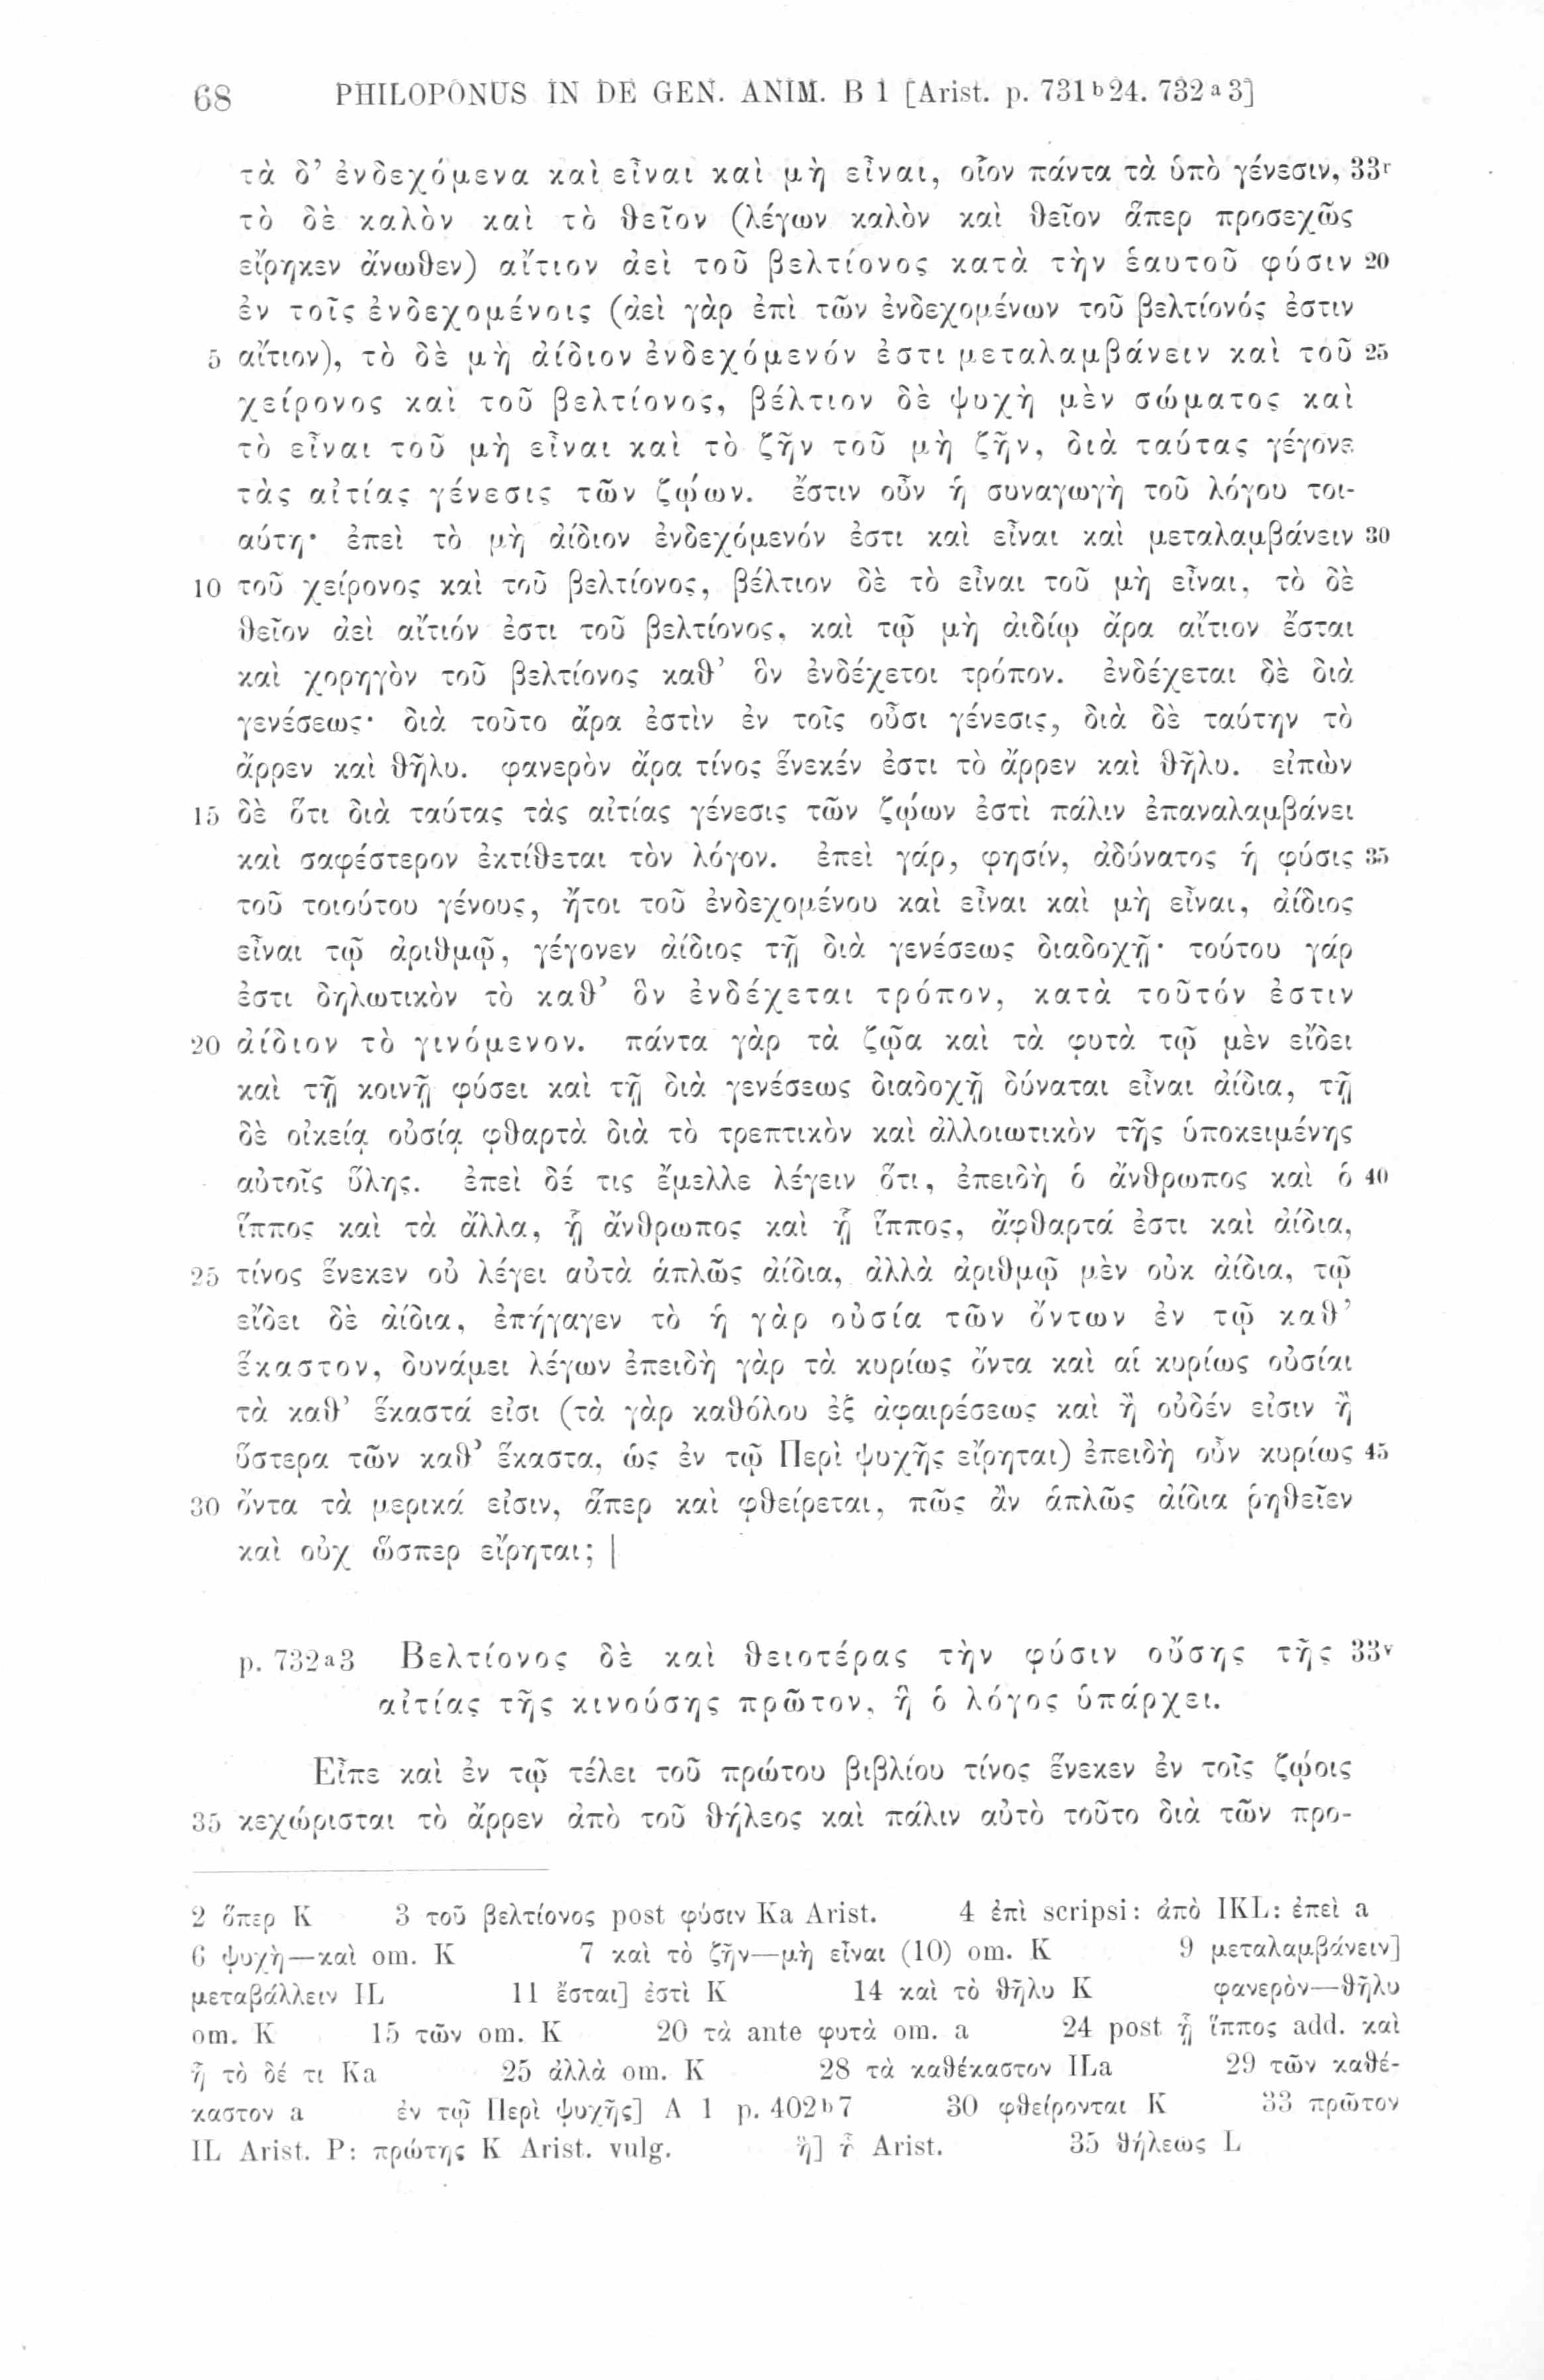 68 PHILOPONUS IN DE GEN. ANIM. B 1 [Arist. p. 731b24. 732a3]
τὰ δ’ ἐνδεχόμενα καὶ εἶναι καὶ μὴ εἶναι, οἷον πάντα τὰ ὑπὸ γένεσιν, 33r
τὸ δὲ καλὸν καὶ τὸ θεῖον (λέγων καλὸν καὶ θεῖον ἅπερ προσεχῶς
εἴρηκεν ἄνωθεν) αἴτιον ἀεὶ τοῦ βελτίονος κατὰ τὴν ἑαυτοῦ φύσιν 20
ἐν τοῖς ἐνδεχομένοις (ἀεὶ γὰρ ἐπὶ τῶν ἐνδεχομένων τοῦ βελτίονός ἐστιν
5 αἴτιον), τὸ δὲ μὴ ἀίδιον ἐνδεχόμενόν ἐστι μεταλαμβάνειν καὶ τοῦ 25
χείρονος καὶ τοῦ βελτίονος, βέλτιον δὲ ψυχὴ μὲν σώματος καὶ
τὸ εἶναι τοῦ μὴ εἶναι καὶ τὸ ζῆν τοῦ μὴ ζῆν, διὰ ταύτας γέγονε
τὰς αἰτίας γένεσις τῶν ζῴων. ἔστιν οὖν ἡ συναγωγὴ τοῦ λόγου τοι-
αύτη· ἐπεὶ τὸ μὴ ἀίδιον ἐνδεχόμενόν ἐστι καὶ εἶναι καὶ μεταλαμβάνειν 30
10 τοῦ χείρονος καὶ τοῦ βελτίονος, βέλτιον δὲ τὸ εἶναι τοῦ μὴ εἶναι, τὸ δὲ
θεῖον ἀεὶ αἴτιόν ἐστι τοῦ βελτίονος, καὶ τῷ μὴ ἀιδίῳ ἄρα αἴτιον ἔσται
καὶ χορηγὸν τοῦ βελτίονος καθ’ ὃν ἐνδέχετοι τρόπον. ἐνδέχεται δὲ διὰ
γενέσεως· διὰ τοῦτο ἄρα ἐστὶν ἐν τοῖς οὖσι γένεσις, διὰ δὲ ταύτην τὸ
ἄρρεν καὶ θῆλυ. φανερὸν ἄρα τίνος ἕνεκέν ἐστι τὸ ἄρρεν καὶ θῆλυ. εἰπὼν
15 δὲ ὅτι διὰ ταύτας τὰς αἰτίας γένεσις τῶν ζῴων ἐστὶ πάλιν ἐπαναλαμβάνει
καὶ σαφέστερον ἐκτίθεται τὸν λόγον. ἐπεὶ γάρ, φησίν, ἀδύνατος ἡ φύσις 35
τοῦ τοιούτου γένους, ἤτοι τοῦ ἐνδεχομένου καὶ εἶναι καὶ μὴ εἶναι, ἀίδιος
εἶναι τῷ ἀριθμῷ, γέγονεν ἀίδιος τῇ διὰ γενέσεως διαδοχῇ· τούτου γάρ
ἐστι δηλωτικὸν τὸ καθ’ ὃν ἐνδέχεται τρόπον, κατὰ τοῦτόν ἐστιν
20 ἀίδιον τὸ γινόμενον. πάντα γὰρ τὰ ζῷα καὶ τὰ φυτὰ τῷ μὲν εἴδει
καὶ τῇ κοινῇ φύσει καὶ τῇ διὰ γενέσεως διαδοχῇ δύναται εἶναι ἀίδια, τῇ
δὲ οἰκείᾳ οὐσίᾳ φθαρτὰ διὰ τὸ τρεπτικὸν καὶ ἀλλοιωτικὸν τῆς ὑποκειμένης
αὐτοῖς ὕλης. ἐπεὶ δέ τις ἔμελλε λέγειν ὅτι, ἐπειδὴ ὁ ἄνθρωπος καὶ ὁ 40
ἵππος καὶ τὰ ἄλλα, ᾗ ἄνθρωπος καὶ ᾗ ἵππος, ἄφθαρτά ἐστι καὶ ἀίδια,
25 τίνος ἕνεκεν οὐ λέγει αὐτὰ ἁπλῶς ἀίδια, ἀλλὰ ἀριθμῷ μὲν οὐκ ἀίδια, τῷ
εἴδει δὲ ἀίδια, ἐπήγαγεν τὸ ἡ γὰρ οὐσία τῶν ὄντων ἐν τῷ καθ’
ἕκαστον, δυνάμει λέγων ἐπειδὴ γὰρ τὰ κυρίως ὄντα καὶ αἱ κυρίως οὐσίαι
τὰ καθ’ ἕκαστά εἰσι (τὰ γὰρ καθόλου ἐξ ἀφαιρέσεως καὶ ἢ οὐδέν εἰσιν ἢ
ὕστερα τῶν καθ’ ἕκαστα, ὡς ἐν τῷ Περὶ ψυχῆς εἴρηται) ἐπειδὴ οὖν κυρίως 45
30 ὄντα τὰ μερικά εἰσιν, ἅπερ καὶ φθείρεται, πῶς ἂν ἁπλῶς ἀίδια ῥηθεῖεν
καὶ οὐχ ὥσπερ εἴρηται; |
p. 732a3 Βελτίονος δὲ καὶ θειοτέρας τὴν φύσιν οὔσης τῆς 33v
αἰτίας τῆς κινούσης πρῶτον, ἢ ὁ λόγος ὑπάρχει.
Εἶπε καὶ ἐν τῷ τέλει τοῦ πρώτου βιβλίου τίνος ἕνεκεν ἐν τοῖς ζῴοις
35 κεχώρισται τὸ ἄρρεν ἀπὸ τοῦ θήλεος καὶ πάλιν αὐτὸ τοῦτο διὰ τῶν προ-
2 ὅπερ K 3 τοῦ βελτίονος post φύσιν Ka Arist. 4 ἐπὶ scripsi: ἀπὸ IKL: ἐπεὶ a
6 ψυχὴ—καὶ om. K 7 καὶ τὸ ζῆν—μὴ εἶναι (10) om. K 9 μεταλαμβάνειν]
μεταβάλλειν IL 11 ἔσται] ἐστὶ K 14 καὶ τὸ θῆλυ K φανερὸν—θῆλυ
om. K 15 τῶν om. K 20 τὰ ante φυτὰ om. a 24 post ᾗ ἵππος add. καὶ
ᾗ τὸ δέ τι Ka 25 ἀλλὰ om. K 28 τὰ καθέκαστον ILa 29 τῶν καθέ-
καστον a ἐν τῷ Περὶ ψυχῆς] A 1 p. 402b7 30 φθείρονται K 33 πρῶτον
IL Arist. P: πρώτης K Arist. vulg. ἢ] Arist. 35 θήλεως L